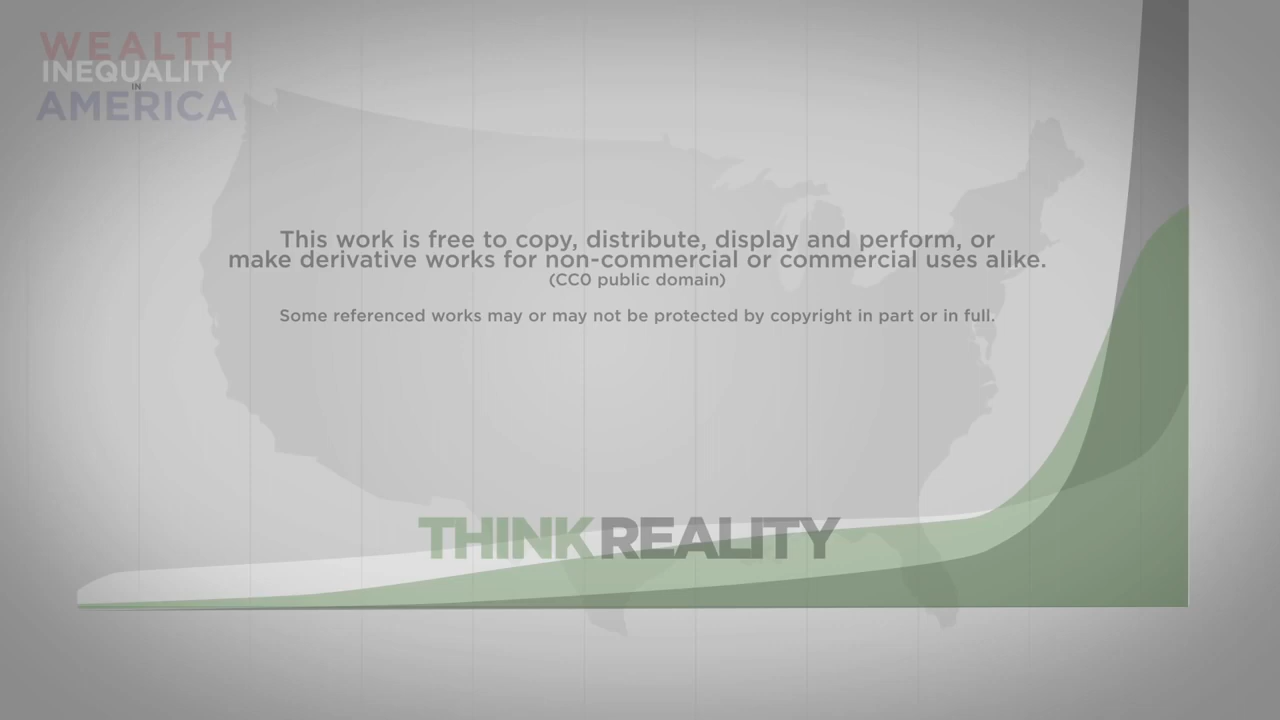 WEALTH
INEQUALITY
IN
AMERICA
This work is free to copy, distribute, display and perform, or
make derivative works for non-commercial or commercial uses alike.
(CC0 public domain)
Some referenced works may or may not be protected by copyright in part or in full.
THINKREALITY